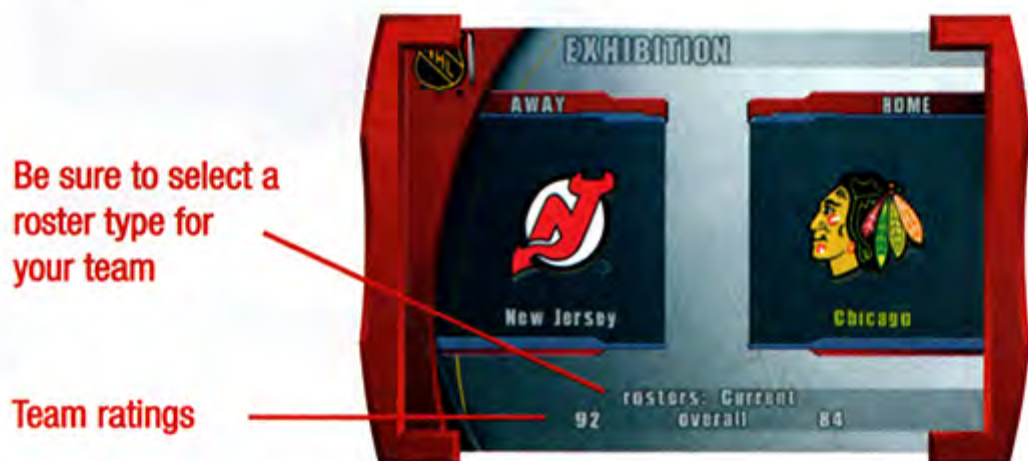 NHL
EXHIBITION
AWAY
HOME
Be sure to select a
roster type for
your team
New Jersey
Chicago
rosters: Current
Team ratings
92 overall 84